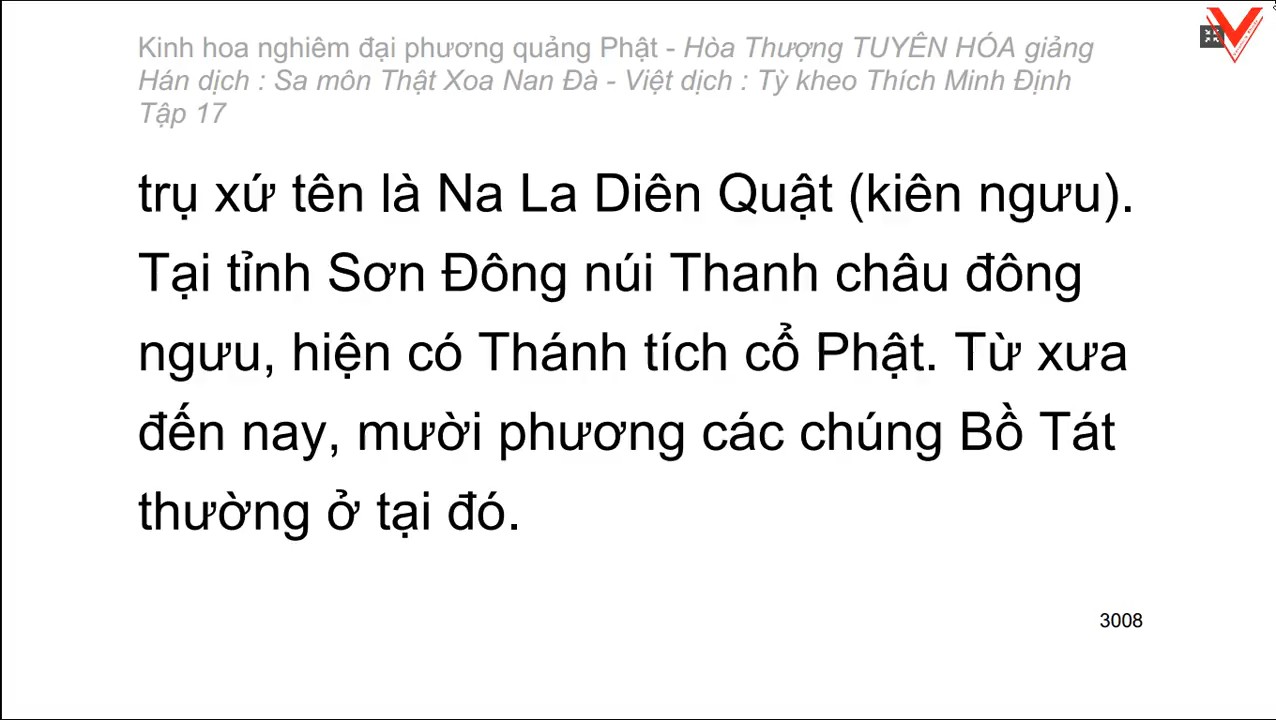 Kinh hoa nghiêm đại phương quảng Phật - Hòa Thượng TUYÊN HÓA giảng
Hán dịch : Sa môn Thật Xoa Nan Đà - Việt dịch : Tỳ kheo Thích Minh Định
Tập 17
trụ xứ tên là Na La Diên Quật (kiên ngưu).
Tại tỉnh Sơn Đông núi Thanh châu đông
ngưu, hiện có Thánh tích cổ Phật. Từ xưa
đến nay, mười phương các chúng Bồ Tát
thường ở tại đó.
3008